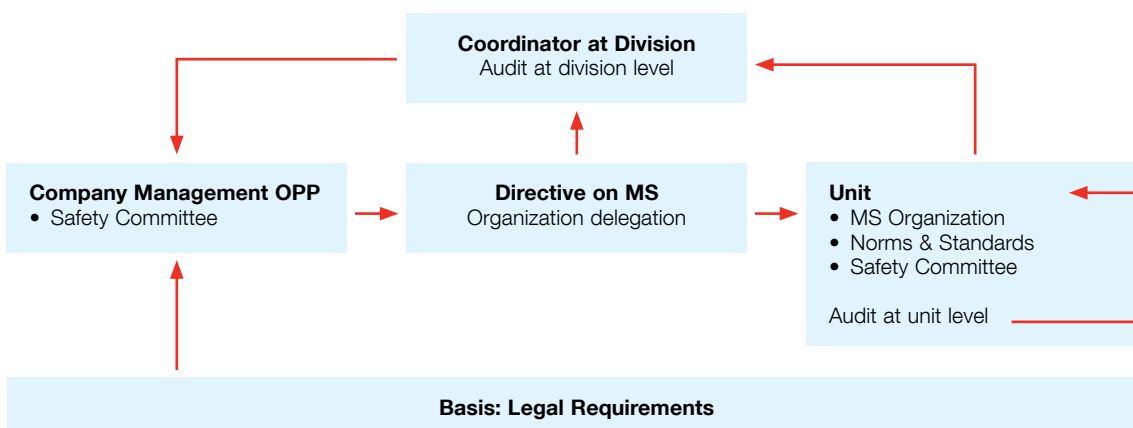 Coordinator at Division
Audit at division level
Company Management OPP
• Safety Committee
Directive on MS
Organization delegation
Unit
• MS Organization
• Norms & Standards
• Safety Committee
Audit at unit level
Basis: Legal Requirements